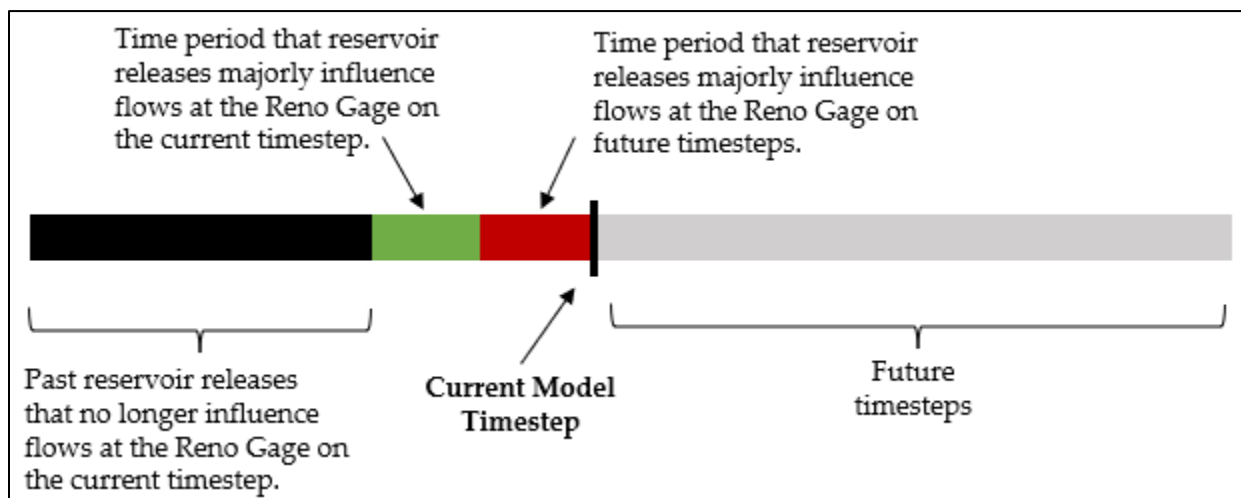 Time period that reservoir
releases majorly influence
flows at the Reno Gage on
the current timestep.
Time period that reservoir
releases majorly influence
flows at the Reno Gage on
future timesteps.
Past reservoir releases
that no longer influence
flows at the Reno Gage on
the current timestep.
Current Model
Timestep
Future
timesteps